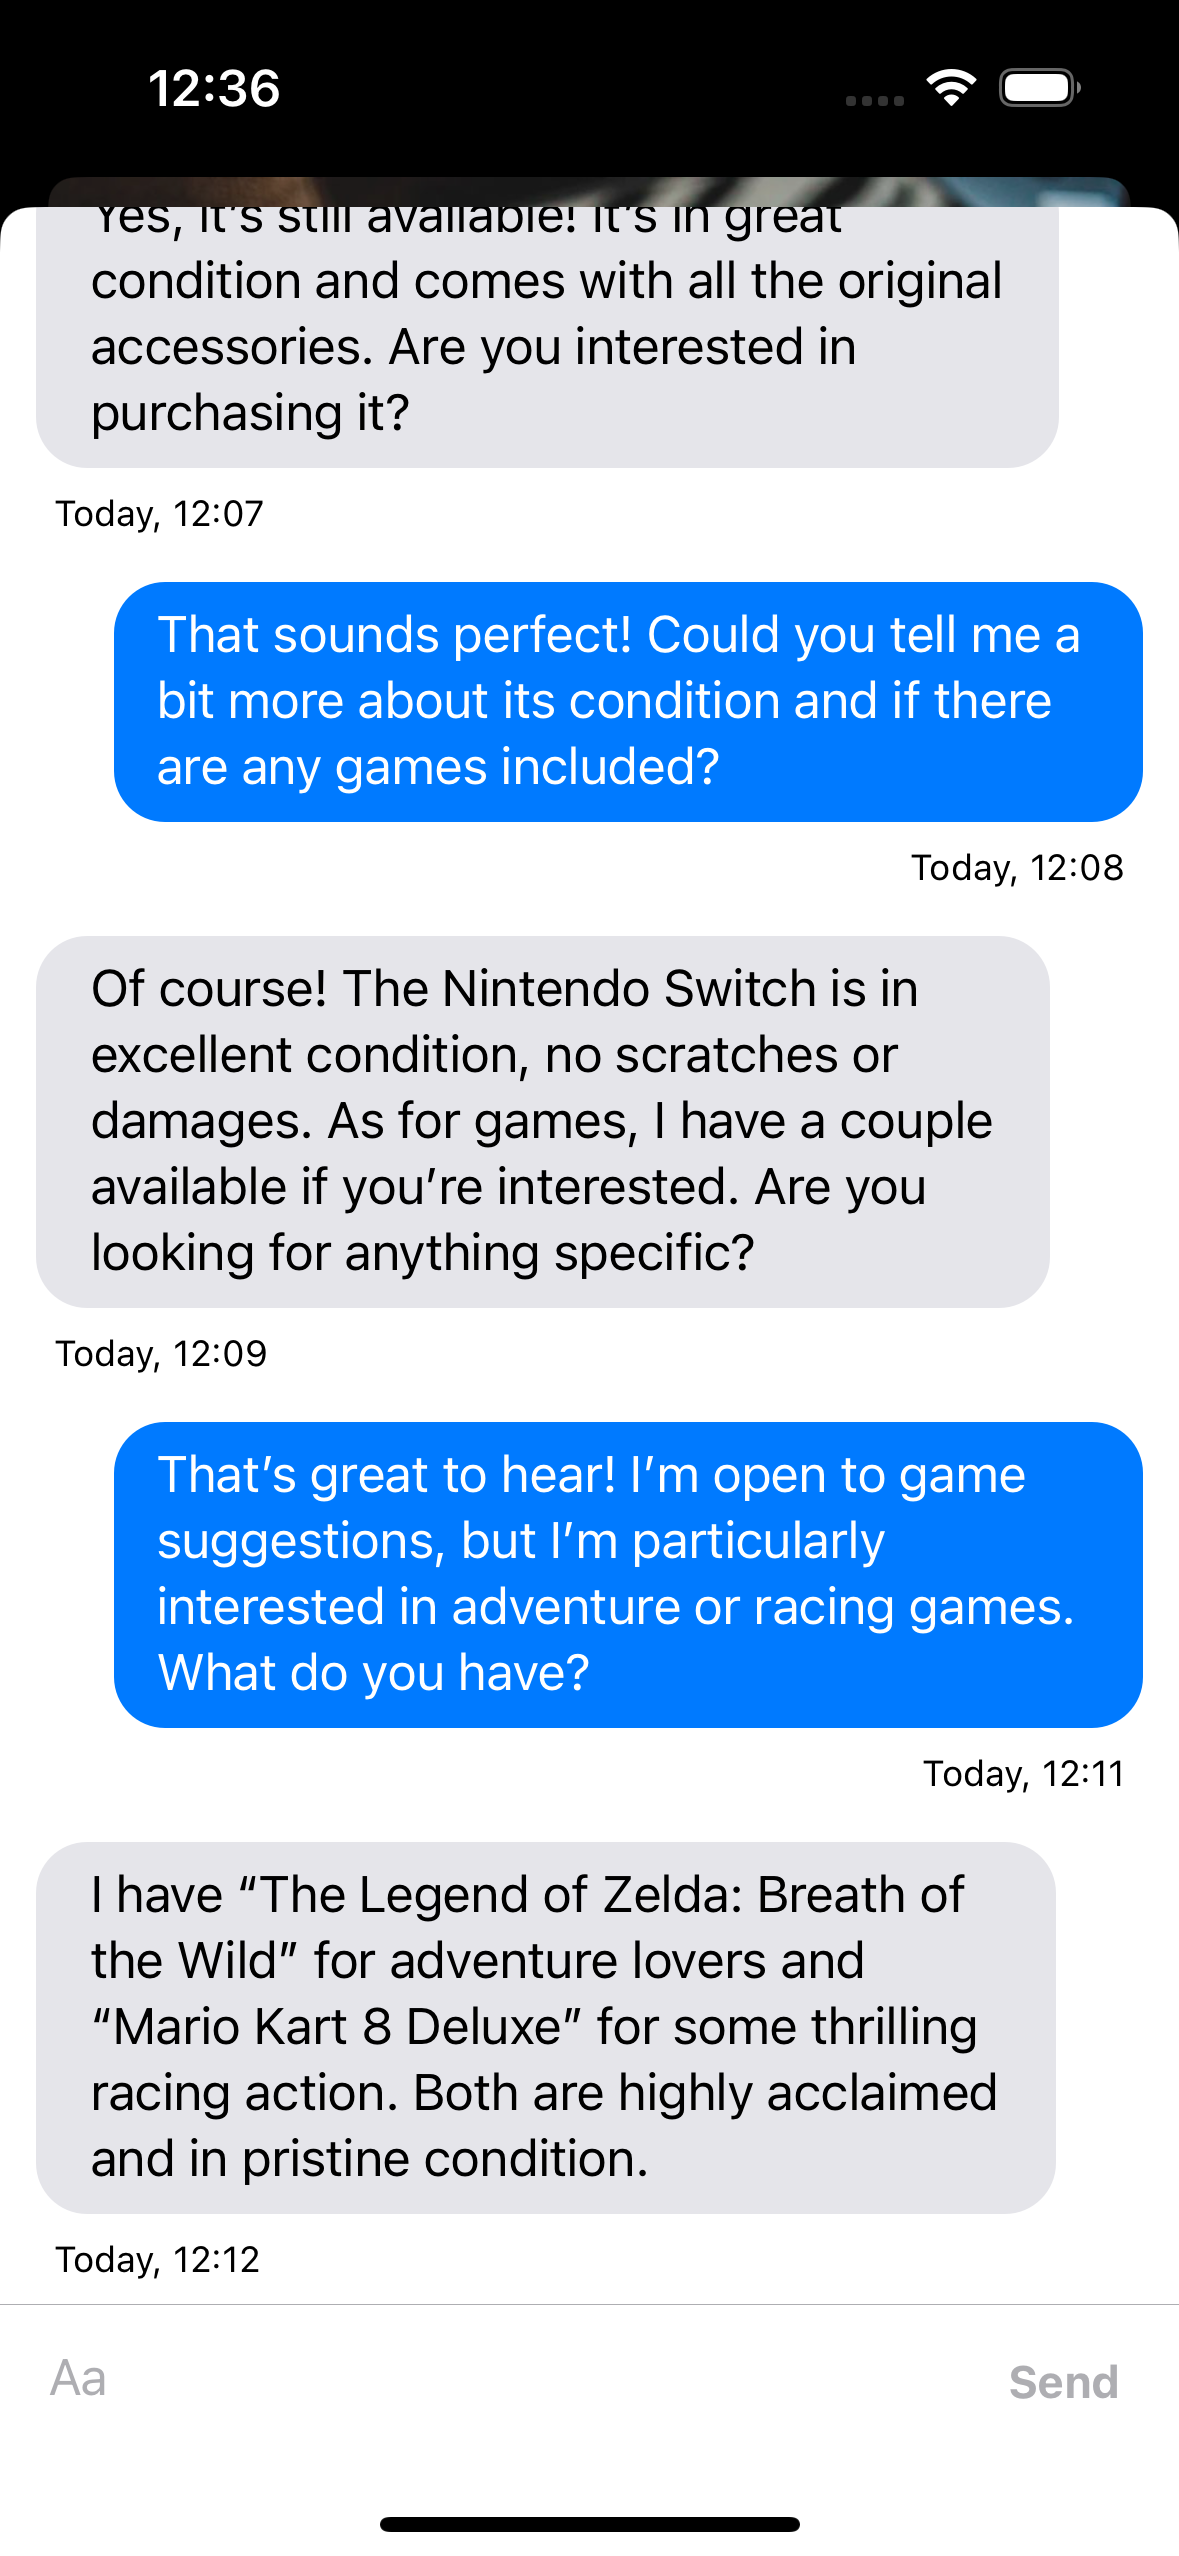 12:36
Yes, it’s still available! It’s in great
condition and comes with all the original
accessories. Are you interested in
purchasing it?
Today, 12:07
That sounds perfect! Could you tell me a
bit more about its condition and if there
are any games included?
Today, 12:08
Of course! The Nintendo Switch is in
excellent condition, no scratches or
damages. As for games, I have a couple
available if you’re interested. Are you
looking for anything specific?
Today, 12:09
That’s great to hear! I’m open to game
suggestions, but I’m particularly
interested in adventure or racing games.
What do you have?
Today, 12:11
I have “The Legend of Zelda: Breath of
the Wild” for adventure lovers and
“Mario Kart 8 Deluxe” for some thrilling
racing action. Both are highly acclaimed
and in pristine condition.
Today, 12:12
Aa
Send